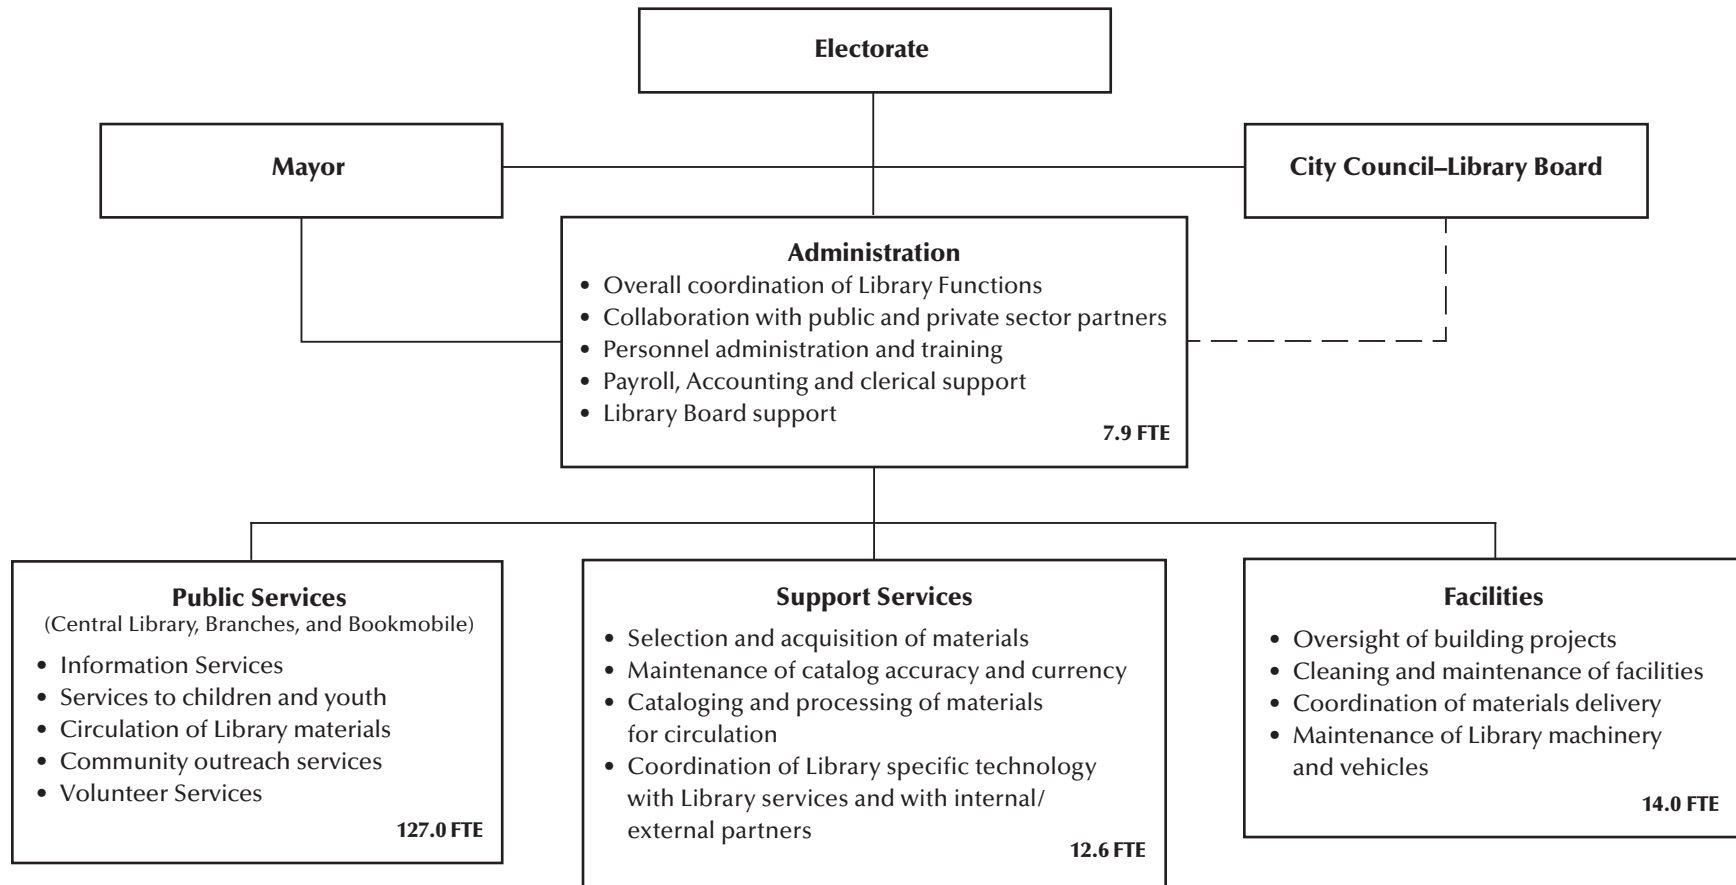 Electorate
Mayor
City Council–Library Board
Administration
• Overall coordination of Library Functions
• Collaboration with public and private sector partners
• Personnel administration and training
• Payroll, Accounting and clerical support
• Library Board support
7.9 FTE
Public Services
(Central Library, Branches, and Bookmobile)
• Information Services
• Services to children and youth
• Circulation of Library materials
• Community outreach services
• Volunteer Services
127.0 FTE
Support Services
• Selection and acquisition of materials
• Maintenance of catalog accuracy and currency
• Cataloging and processing of materials
for circulation
• Coordination of Library specific technology
with Library services and with internal/
external partners
12.6 FTE
Facilities
• Oversight of building projects
• Cleaning and maintenance of facilities
• Coordination of materials delivery
• Maintenance of Library machinery
and vehicles
14.0 FTE